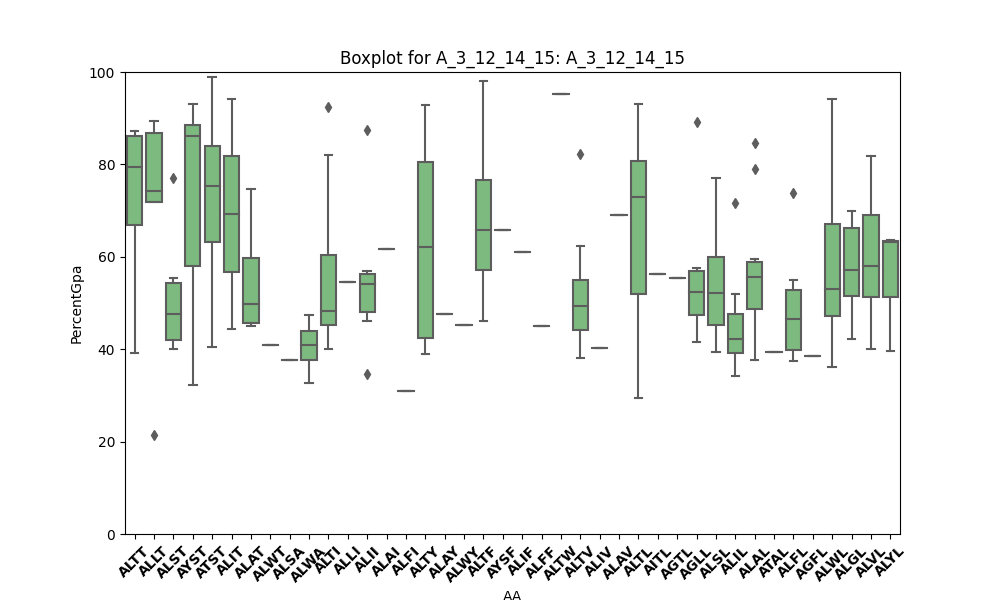 Boxplot for A_3_12_14_15: A_3_12_14_15
100
80
60
40
20
0
PercentGpa
ALTT ALLT ALST AYST ATST ALIT ALAT ALWT ALSA ALWA ALTI ALLI ALII ALAI ALFI ALTY ALAY ALWY ALTF AYSF ALIF ALFF ALTW ALTV ALIV ALAV ALTL AITL AGTL AGLL ALSL ALIL ALAL ATAL ALFL AGFL ALWL ALGL ALVL ALYL
AA